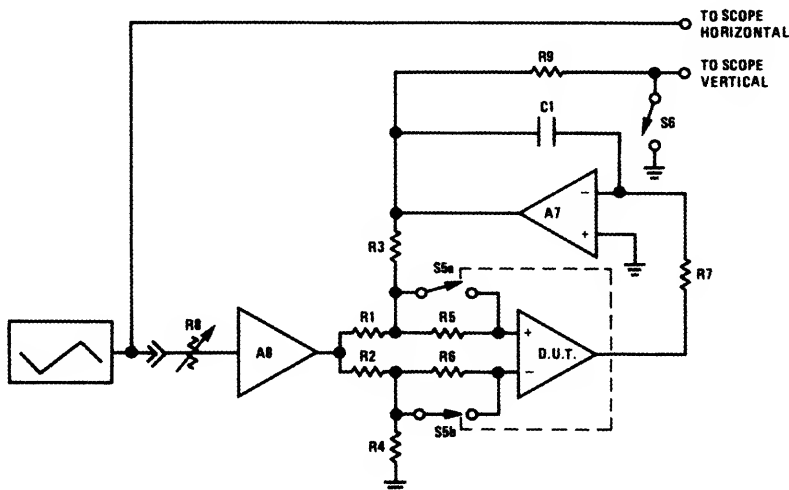 TO SCOPE
HORIZONTAL
R9
TO SCOPE
VERTICAL
C1
S6
−
A7
+
R3
S5a
R7
R8
A8
R1
R5
+
D.U.T.
R2
R6
−
S5b
R4